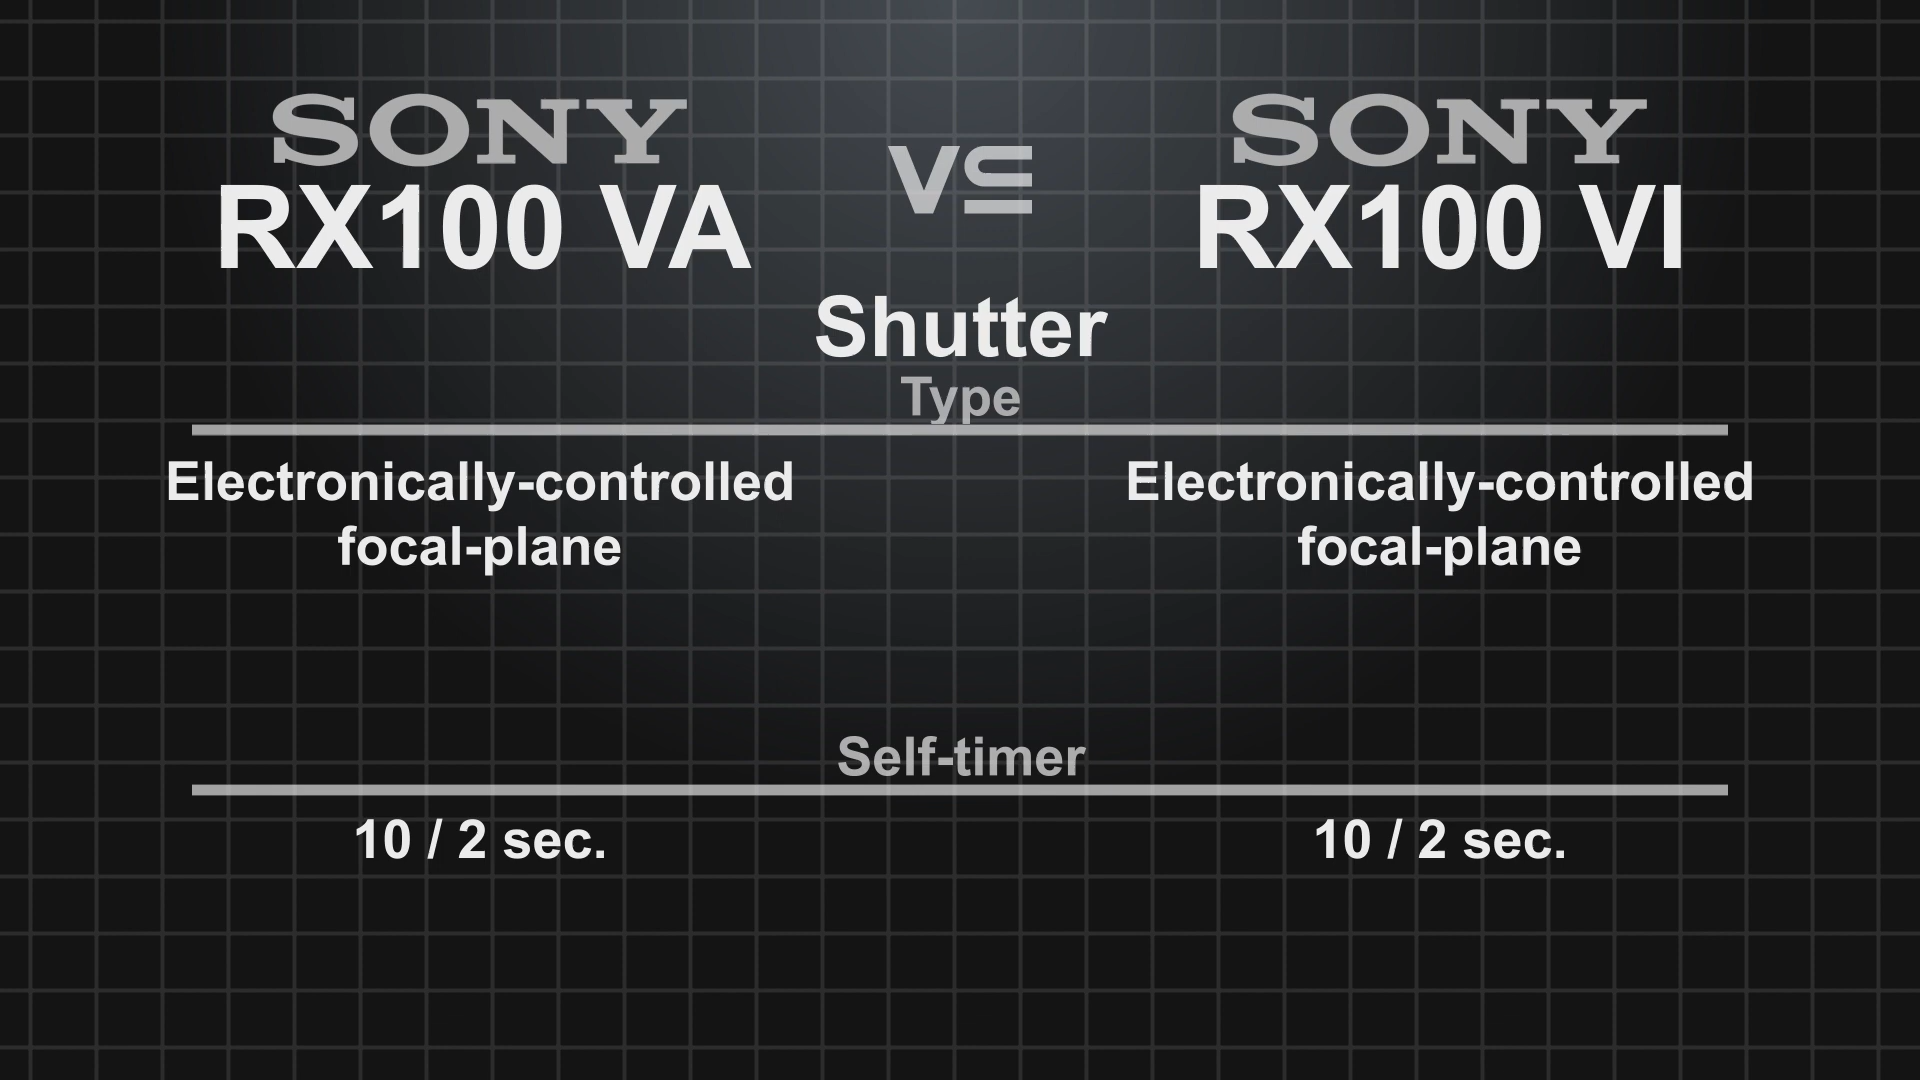 SONY
RX100 VA
VS
SONY
RX100 VI
Shutter
Type
Electronically-controlled
focal-plane
Electronically-controlled
focal-plane
Self-timer
10 / 2 sec.
10 / 2 sec.